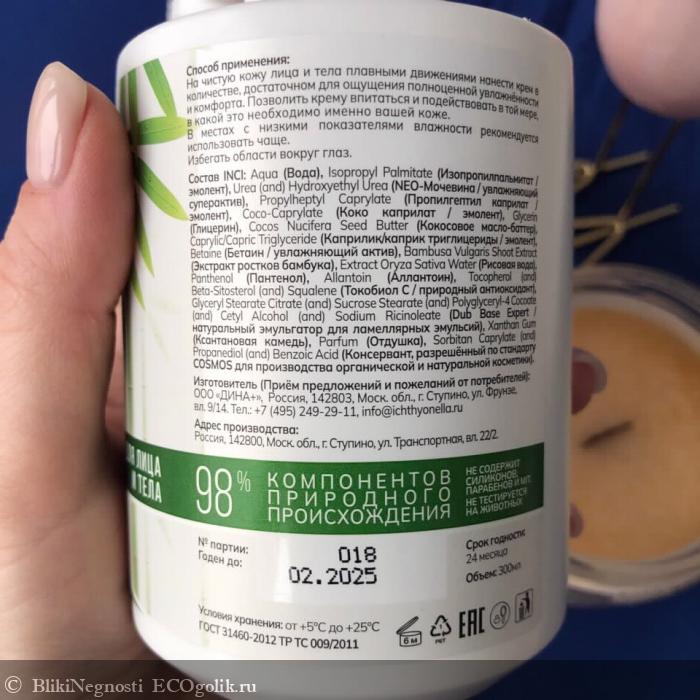 Способ применения:
На чистую кожу лица и тела плавными движениями нанести крем в
количестве, достаточном для ощущения полноценной увлажнённости
и комфорта. Позволить крему впитаться и подействовать в той мере,
в какой это необходимо именно вашей коже.
В местах с низкими показателями влажности рекомендуется
использовать чаще.
Избегать области вокруг глаз.
Состав INCI: Aqua (Вода), Isopropyl Palmitate (Изопропилпальмитат /
эмолент), Urea (and) Hydroxyethyl Urea (NEO-Мочевина / увлажняющий
суперактив), Propylheptyl Caprylate (Пропилгептил каприлат /
эмолент), Coco-Caprylate (Коко каприлат / эмолент), Glycerin
(Глицерин), Cocos Nucifera Seed Butter (Кокосовое масло-баттер),
Caprylic/Capric Triglyceride (Каприлик/каприк триглицериды / эмолент),
Betaine (Бетаин / увлажняющий актив), Bambusa Vulgaris Shoot Extract
(Экстракт ростков бамбука), Extract Oryza Sativa Water (Рисовая вода),
Panthenol (Пантенол), Allantoin (Аллантоин), Tocopherol (and)
Beta-Sitosterol (and) Squalene (Токобиол С / природный антиоксидант),
Glyceryl Stearate Citrate (and) Sucrose Stearate (and) Polyglyceryl-4 Cocoate
(and) Cetyl Alcohol (and) Sodium Ricinoleate (Dub Base Expert /
натуральный эмульгатор для ламеллярных эмульсий), Xanthan Gum
(Ксантановая камедь), Parfum (Отдушка), Sorbitan Caprylate (and)
Propanediol (and) Benzoic Acid (Консервант, разрешённый по стандарту
COSMOS для производства органической и натуральной косметики).
Изготовитель (Приём предложений и пожеланий от потребителей):
ООО «ДИНА+», Россия, 142803, Моск. обл., г. Ступино, ул. Фрунзе,
вл. 9/14. Тел.: +7 (495) 249-29-11, info@ichthyonella.ru
Адрес производства:
Россия, 142800, Моск. обл., г. Ступино, ул. Транспортная, вл. 22/2.
ДЛЯ ЛИЦА
И ТЕЛА
98%
КОМПОНЕНТОВ
ПРИРОДНОГО
ПРОИСХОЖДЕНИЯ
НЕ СОДЕРЖИТ
СИЛИКОНОВ,
ПАРАБЕНОВ И МІТ.
НЕ ТЕСТИРУЕТСЯ
НА ЖИВОТНЫХ
№ партии: 018
Годен до: 02.2025
Срок годности:
24 месяца
Объем: 300мл
Условия хранения: от +5°C до +25°C
ГОСТ 31460-2012 ТР ТС 009/2011
6 м
PET
EAC
© BlikiNegnosti ECOgolik.ru